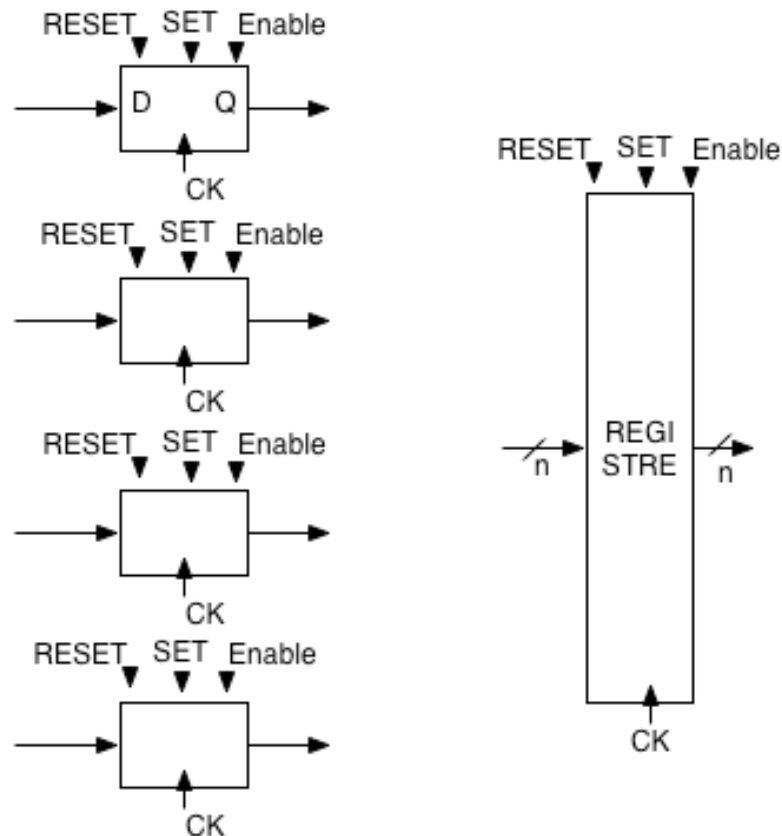 RESET SET Enable
D Q
CK
RESET SET Enable
CK
RESET SET Enable
CK
RESET SET Enable
CK
RESET SET Enable
REGI
STRE
n n
CK